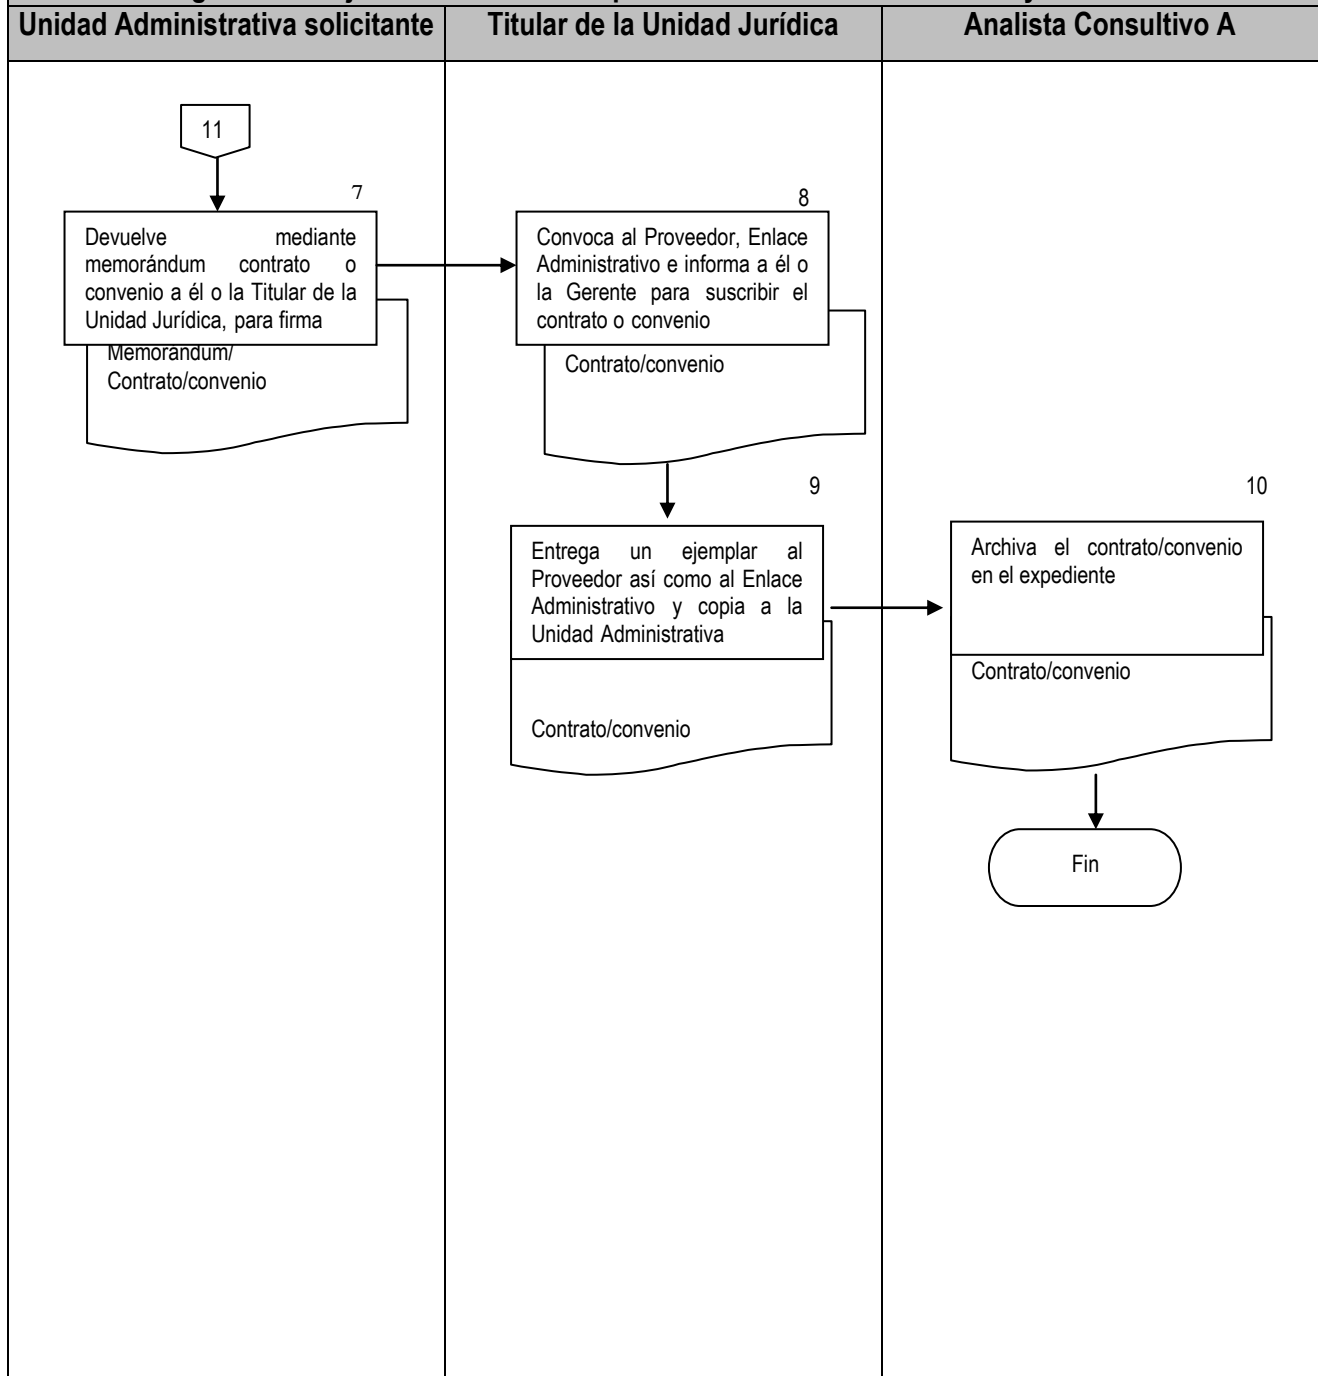 Unidad Administrativa solicitante
Titular de la Unidad Jurídica
Analista Consultivo A
11
7
Devuelve mediante
memorándum contrato o
convenio a él o la Titular de la
Unidad Jurídica, para firma
Memorándum/
Contrato/convenio
8
Convoca al Proveedor, Enlace
Administrativo e informa a él o
la Gerente para suscribir el
contrato o convenio
Contrato/convenio
9
Entrega un ejemplar al
Proveedor así como al Enlace
Administrativo y copia a la
Unidad Administrativa
Contrato/convenio
10
Archiva el contrato/convenio
en el expediente
Contrato/convenio
Fin